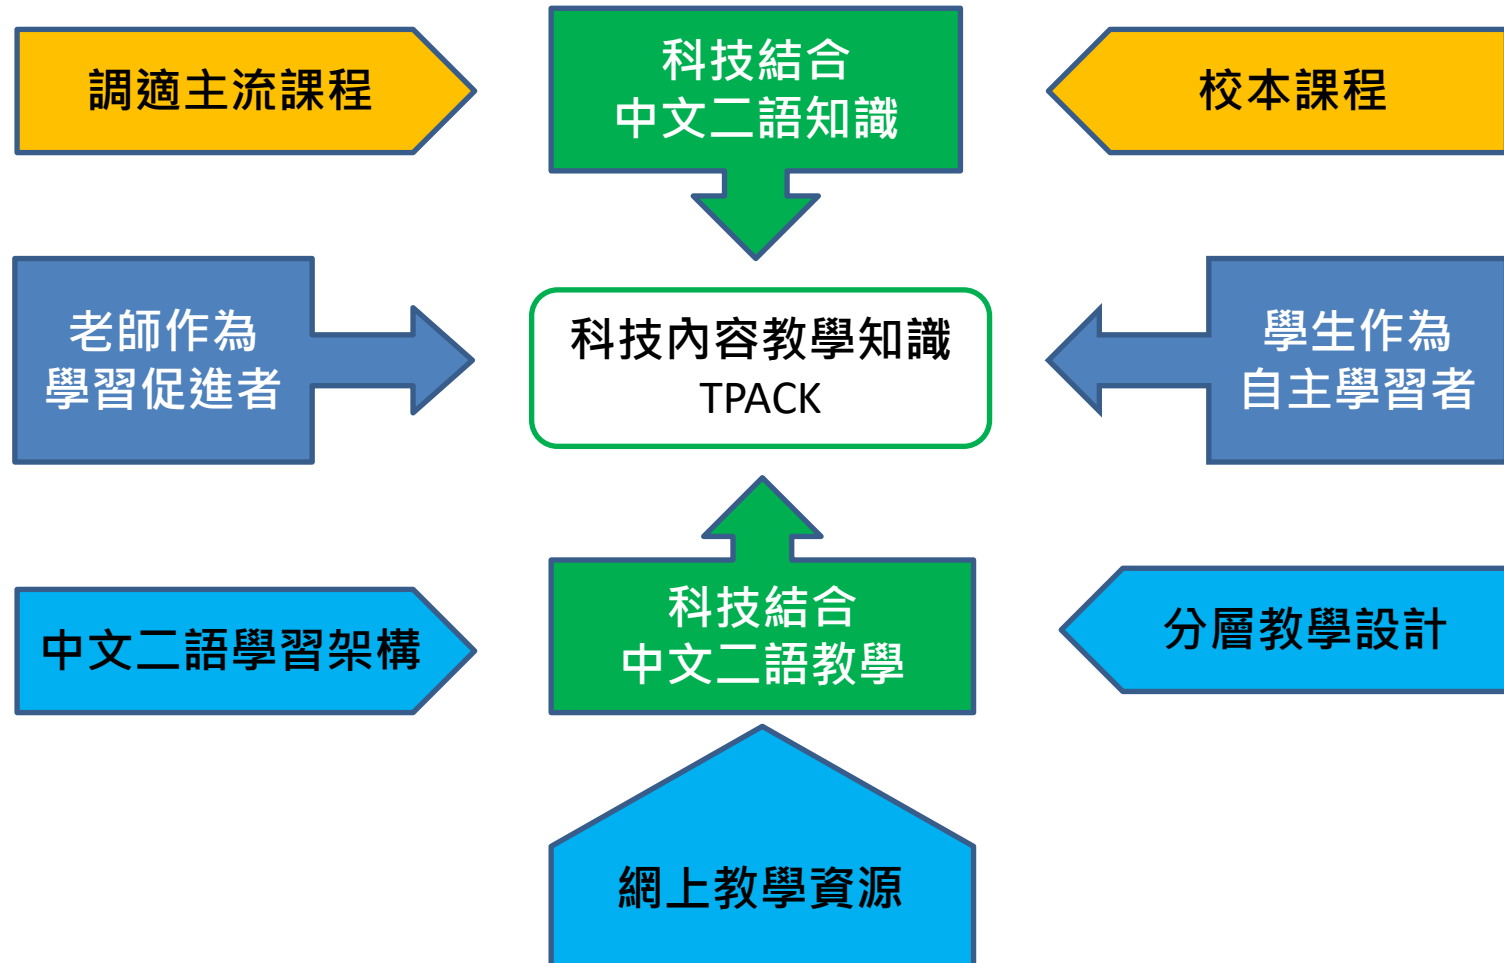 調適主流課程
科技結合
中文二語知識
校本課程
老師作為
學習促進者
科技內容教學知識
TPACK
學生作為
自主學習者
中文二語學習架構
科技結合
中文二語教學
分層教學設計
網上教學資源